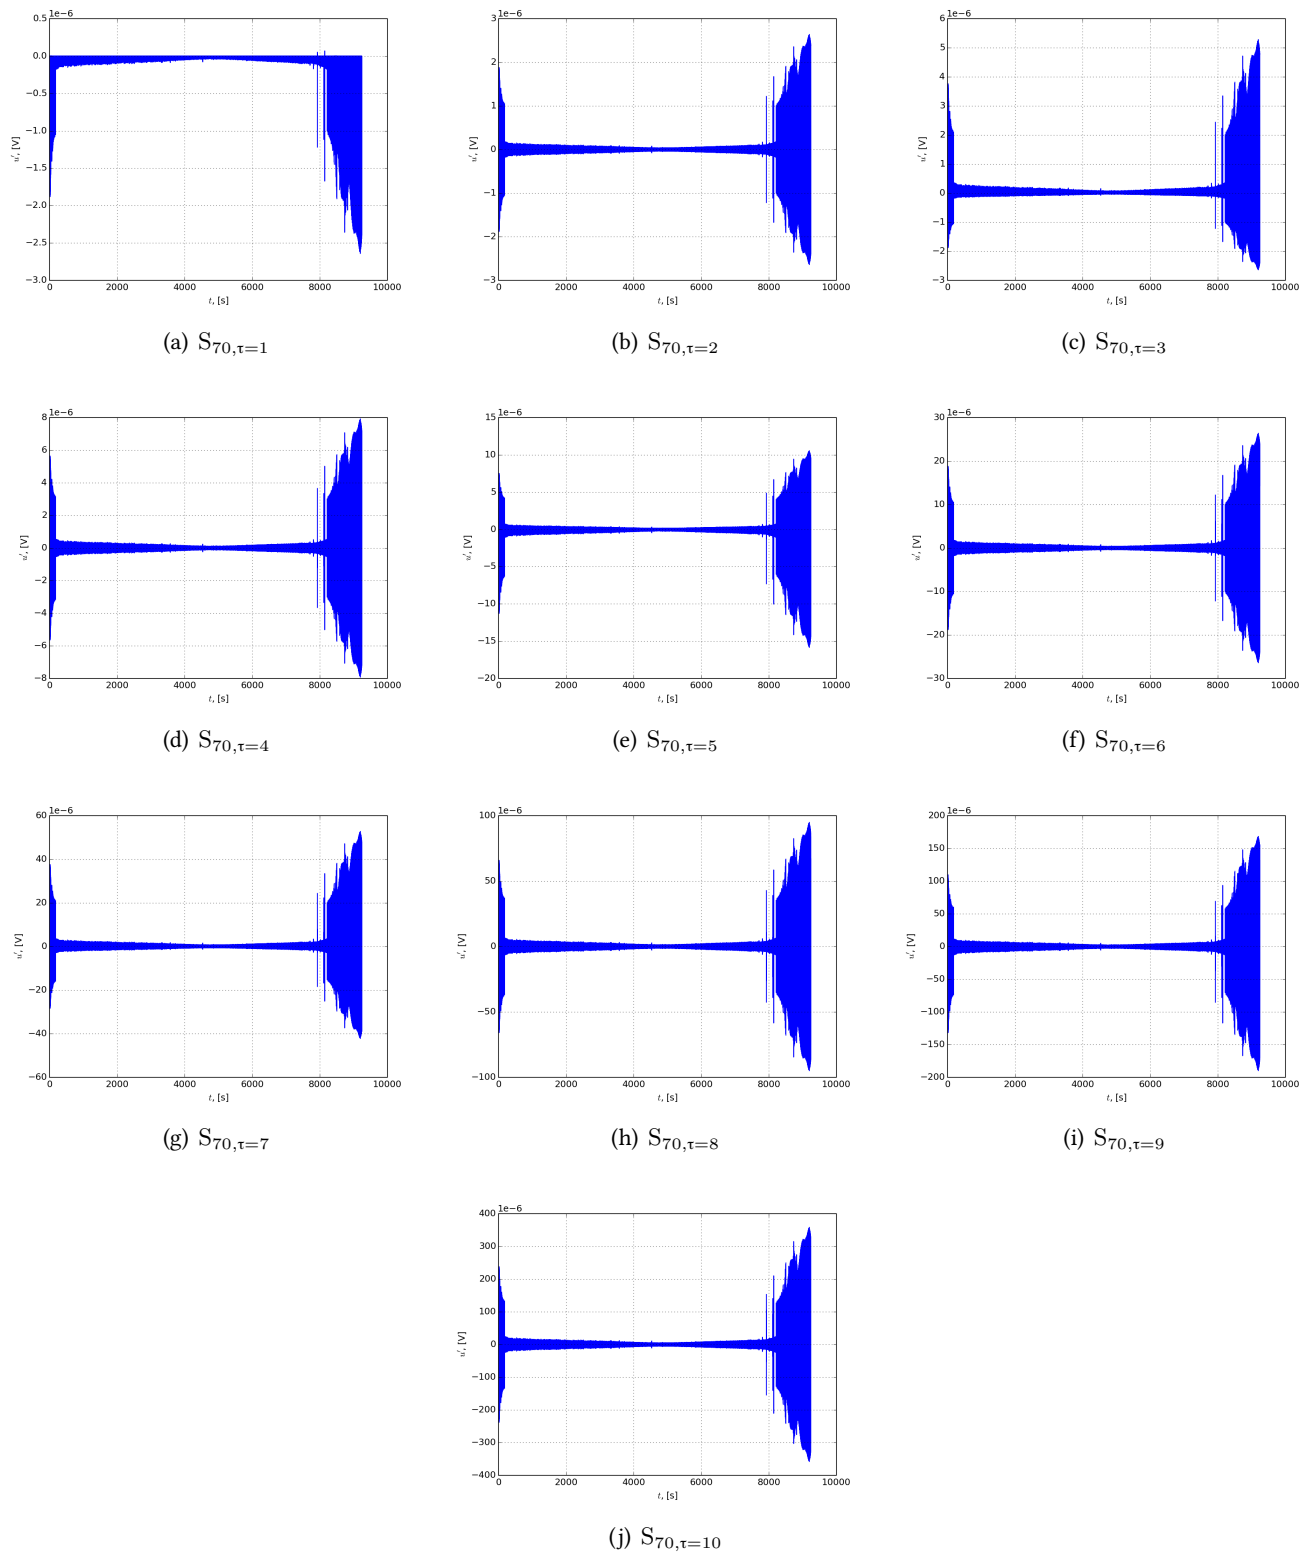 1e−6
0.5
0.0
−0.5
−1.0
−1.5
−2.0
−2.5
−3.0
u', [V]
0 2000 4000 6000 8000 10000
t, [s]
(a) S70,τ=1
1e−6
3
2
1
0
−1
−2
−3
u', [V]
0 2000 4000 6000 8000 10000
t, [s]
(b) S70,τ=2
1e−6
6
5
4
3
2
1
0
−1
−2
−3
u', [V]
0 2000 4000 6000 8000 10000
t, [s]
(c) S70,τ=3
1e−6
8
6
4
2
0
−2
−4
−6
−8
u', [V]
0 2000 4000 6000 8000 10000
t, [s]
(d) S70,τ=4
1e−6
15
10
5
0
−5
−10
−15
−20
u', [V]
0 2000 4000 6000 8000 10000
t, [s]
(e) S70,τ=5
1e−6
30
20
10
0
−10
−20
−30
u', [V]
0 2000 4000 6000 8000 10000
t, [s]
(f) S70,τ=6
1e−6
60
40
20
0
−20
−40
−60
u', [V]
0 2000 4000 6000 8000 10000
t, [s]
(g) S70,τ=7
1e−6
100
50
0
−50
−100
u', [V]
0 2000 4000 6000 8000 10000
t, [s]
(h) S70,τ=8
1e−6
200
150
100
50
0
−50
−100
−150
−200
u', [V]
0 2000 4000 6000 8000 10000
t, [s]
(i) S70,τ=9
1e−6
400
300
200
100
0
−100
−200
−300
−400
u', [V]
0 2000 4000 6000 8000 10000
t, [s]
(j) S70,τ=10